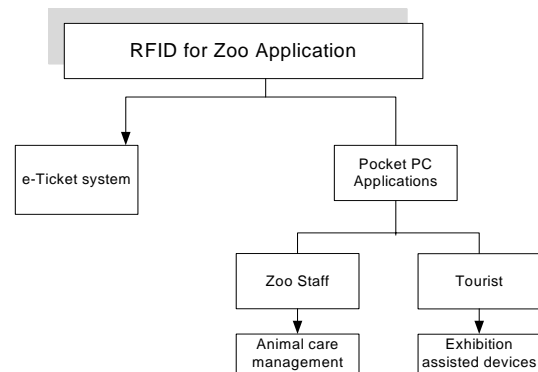 RFID for Zoo Application
e-Ticket system
Pocket PC
Applications
Zoo Staff
Tourist
Animal care
management
Exhibition
assisted devices